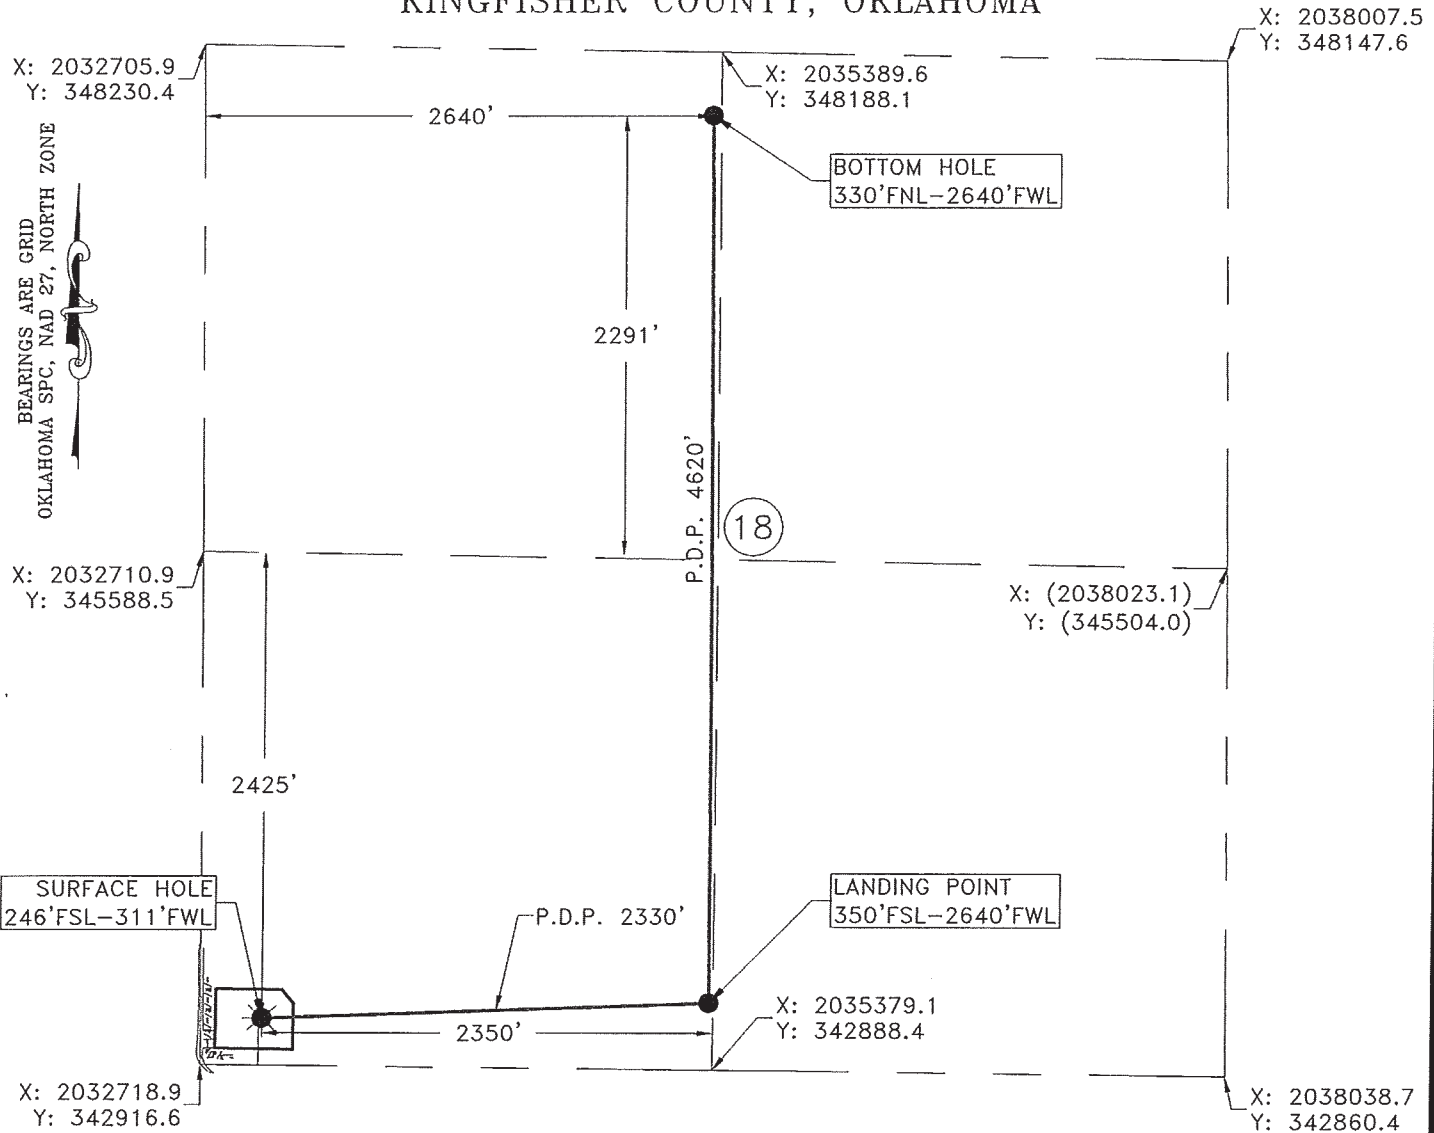 KINGFISHER COUNTY, OKLAHOMA
X: 2038007.5
Y: 348147.6
X: 2032705.9
Y: 348230.4
X: 2035389.6
Y: 348188.1
2640'
BOTTOM HOLE
330'FNL-2640'FWL
BEARINGS ARE GRID
OKLAHOMA SPC, NAD 27, NORTH ZONE
2291'
P.D.P. 4620'
18
X: 2032710.9
Y: 345588.5
X: (2038023.1)
Y: (345504.0)
2425'
SURFACE HOLE
246'FSL-311'FWL
P.D.P. 2330'
LANDING POINT
350'FSL-2640'FWL
2350'
X: 2035379.1
Y: 342888.4
X: 2032718.9
Y: 342916.6
X: 2038038.7
Y: 342860.4